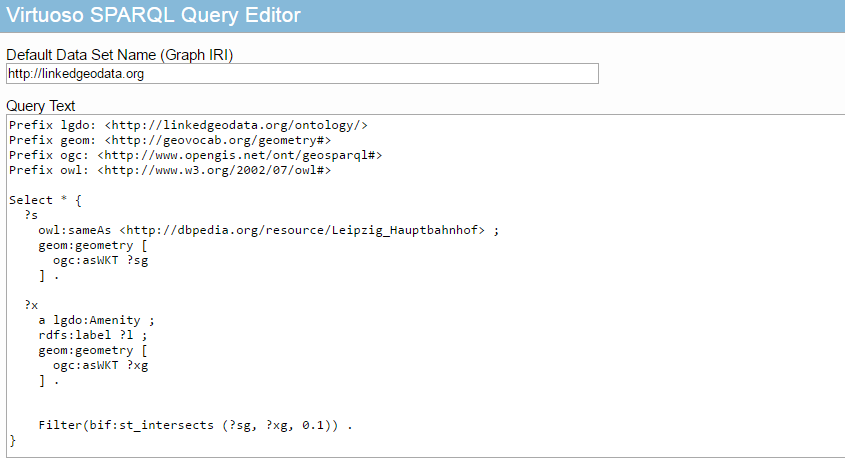 Virtuoso SPARQL Query Editor
Default Data Set Name (Graph IRI)
http://linkedgeodata.org
Query Text
Prefix lgdo: <http://linkedgeodata.org/ontology/>
Prefix geom: <http://geovocab.org/geometry#>
Prefix ogc: <http://www.opengis.net/ont/geosparql#>
Prefix owl: <http://www.w3.org/2002/07/owl#>
Select * {
?s
owl:sameAs <http://dbpedia.org/resource/Leipzig_Hauptbahnhof> ;
geom:geometry [
ogc:asWKT ?sg
] .
?x
a lgdo:Amenity ;
rdfs:label ?l ;
geom:geometry [
ogc:asWKT ?xg
] .
Filter(bif:st_intersects (?sg, ?xg, 0.1)) .
}